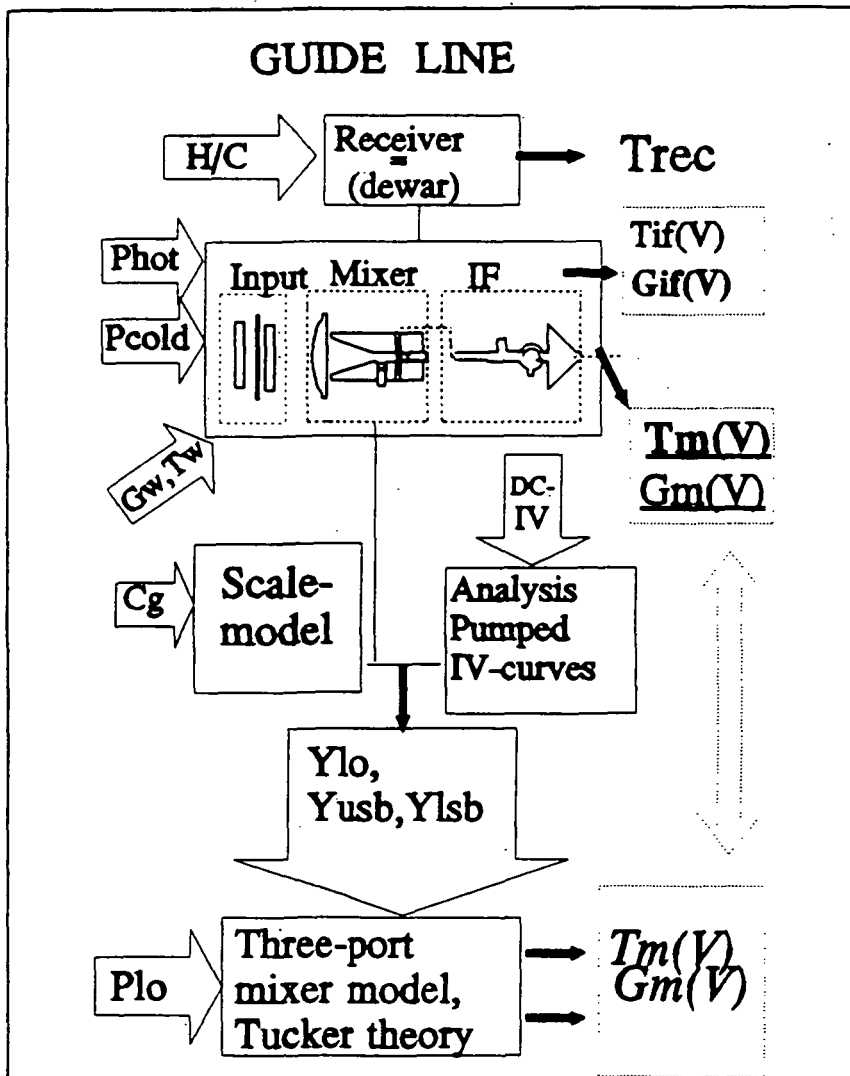 GUIDE LINE
H/C
Receiver
=
(dewar)
Trec
Phot
Pcold
Input Mixer IF
Tif(V)
Gif(V)
Tm(V)
Gm(V)
Gw, Tw
DC-
IV
Cg
Scale-
model
Analysis
Pumped
IV-curves
Ylo,
Yusb, Ylsb
Plo
Three-port
mixer model,
Tucker theory
Tm(V)
Gm(V)